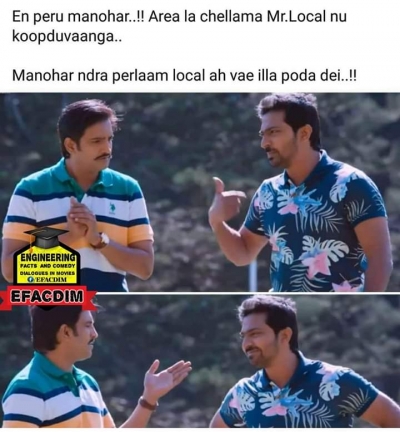 En peru manohar..!! Area la chellama Mr.Local nu
koopduvaanga..
Manohar ndra perlaam local ah vae illa poda dei..!!
ENGINEERING
FACTS AND COMEDY
DIALOGUES IN MOVIES
f/EFACDIM
EFACDIM